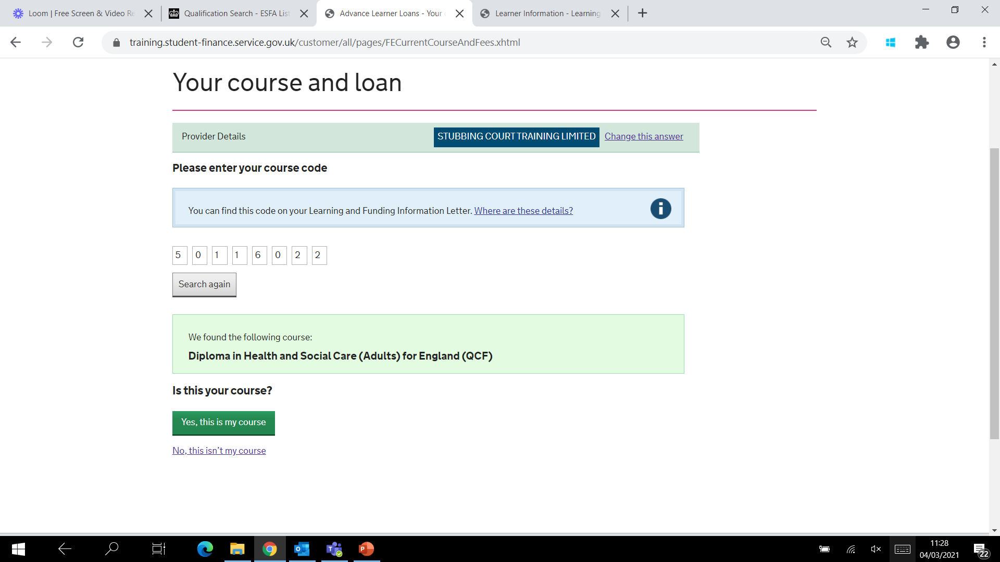 Loom | Free Screen & Video Re
Qualification Search - ESFA List
Advance Learner Loans - Your
Learner Information - Learning
training.student-finance.service.gov.uk/customer/all/pages/FECurrentCourseAndFees.xhtml
Your course and loan
Provider Details STUBBING COURT TRAINING LIMITED Change this answer
Please enter your course code
You can find this code on your Learning and Funding Information Letter. Where are these details?
5 0 1 1 6 0 2 2
Search again
We found the following course:
Diploma in Health and Social Care (Adults) for England (QCF)
Is this your course?
Yes, this is my course
No, this isn't my course
11:28
04/03/2021
22